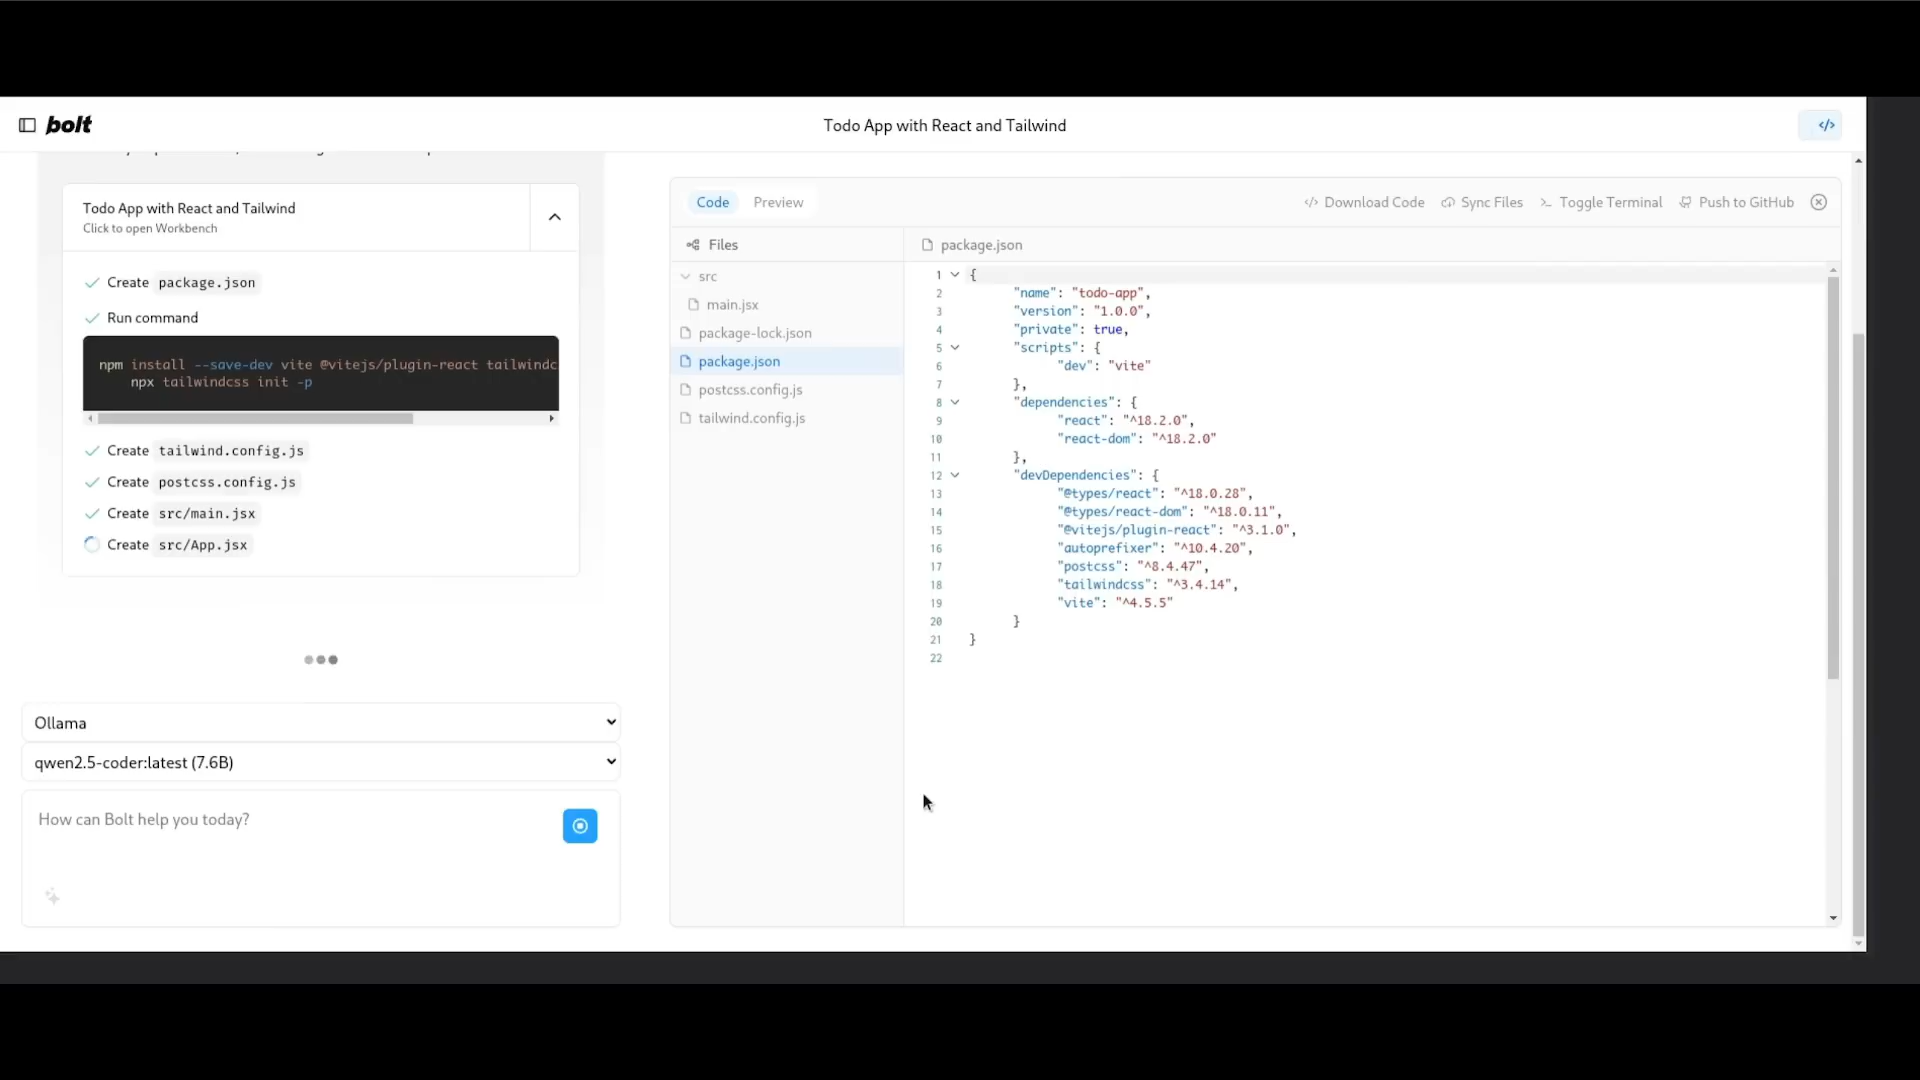 bolt
Todo App with React and Tailwind
</>
Todo App with React and Tailwind
Click to open Workbench
Create package.json
Run command
npm install --save-dev vite @vitejs/plugin-react tailwindc
npx tailwindcss init -p
Create tailwind.config.js
Create postcss.config.js
Create src/main.jsx
Create src/App.jsx
Ollama
qwen2.5-coder:latest (7.6B)
How can Bolt help you today?
Code Preview
</> Download Code Sync Files >_ Toggle Terminal Push to GitHub
Files
src
main.jsx
package-lock.json
package.json
postcss.config.js
tailwind.config.js
package.json
1 {
2 "name": "todo-app",
3 "version": "1.0.0",
4 "private": true,
5 "scripts": {
6 "dev": "vite"
7 },
8 "dependencies": {
9 "react": "^18.2.0",
10 "react-dom": "^18.2.0"
11 },
12 "devDependencies": {
13 "@types/react": "^18.0.28",
14 "@types/react-dom": "^18.0.11",
15 "@vitejs/plugin-react": "^3.1.0",
16 "autoprefixer": "^10.4.20",
17 "postcss": "^8.4.47",
18 "tailwindcss": "^3.4.14",
19 "vite": "^4.5.5"
20 }
21 }
22